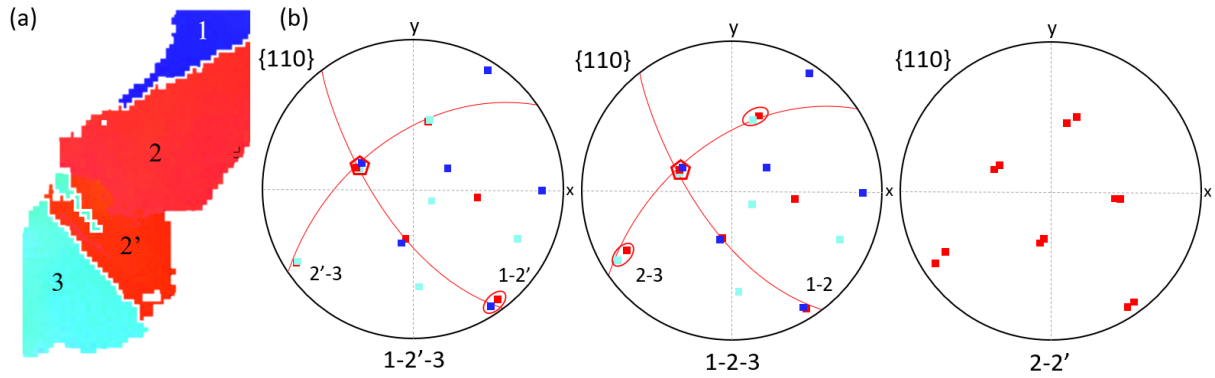 (a)
1
2
2'
3
(b)
{110}
y
x
2'-3
1-2'
1-2'-3
{110}
y
x
2-3
1-2
1-2-3
{110}
y
x
2-2'